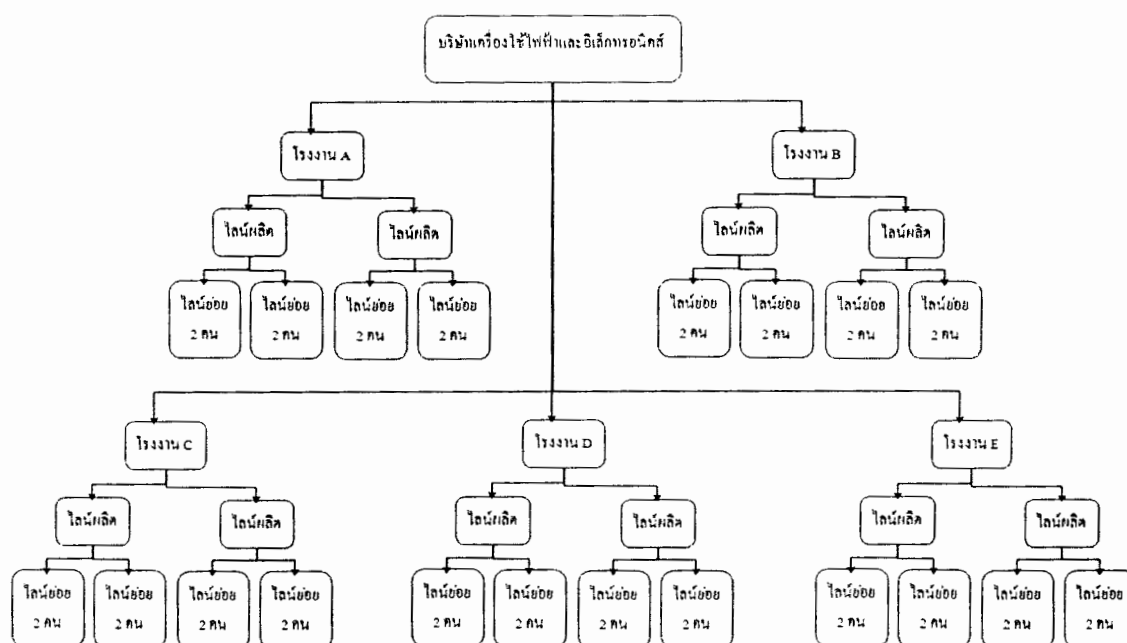 บริษัทเครื่องใช้ไฟฟ้าและอิเล็กทรอนิคส์
โรงงาน A
โรงงาน B
ไลน์ผลิต
ไลน์ผลิต
ไลน์ผลิต
ไลน์ผลิต
ไลน์ย่อย
ไลน์ย่อย
ไลน์ย่อย
ไลน์ย่อย
ไลน์ย่อย
ไลน์ย่อย
ไลน์ย่อย
ไลน์ย่อย
2 คน
2 คน
2 คน
2 คน
2 คน
2 คน
2 คน
2 คน
โรงงาน C
โรงงาน D
โรงงาน E
ไลน์ผลิต
ไลน์ผลิต
ไลน์ผลิต
ไลน์ผลิต
ไลน์ผลิต
ไลน์ผลิต
ไลน์ย่อย
ไลน์ย่อย
ไลน์ย่อย
ไลน์ย่อย
ไลน์ย่อย
ไลน์ย่อย
ไลน์ย่อย
ไลน์ย่อย
ไลน์ย่อย
ไลน์ย่อย
ไลน์ย่อย
ไลน์ย่อย
2 คน
2 คน
2 คน
2 คน
2 คน
2 คน
2 คน
2 คน
2 คน
2 คน
2 คน
2 คน